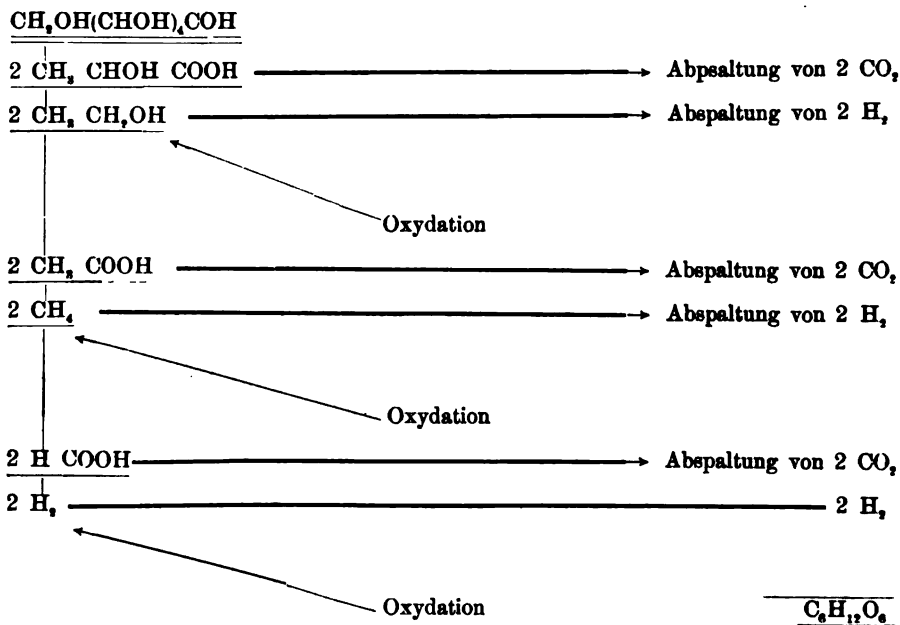 CH₂OH(CHOH)₄COH
2 CH₃ CHOH COOH → Abpsaltung von 2 CO₂
2 CH₃ CH₂OH → Abspaltung von 2 H₂
Oxydation
2 CH₃ COOH → Abspaltung von 2 CO₂
2 CH₄ → Abspaltung von 2 H₂
Oxydation
2 H COOH → Abspaltung von 2 CO₂
2 H₂ 2 H₂
Oxydation
C₆H₁₂O₆